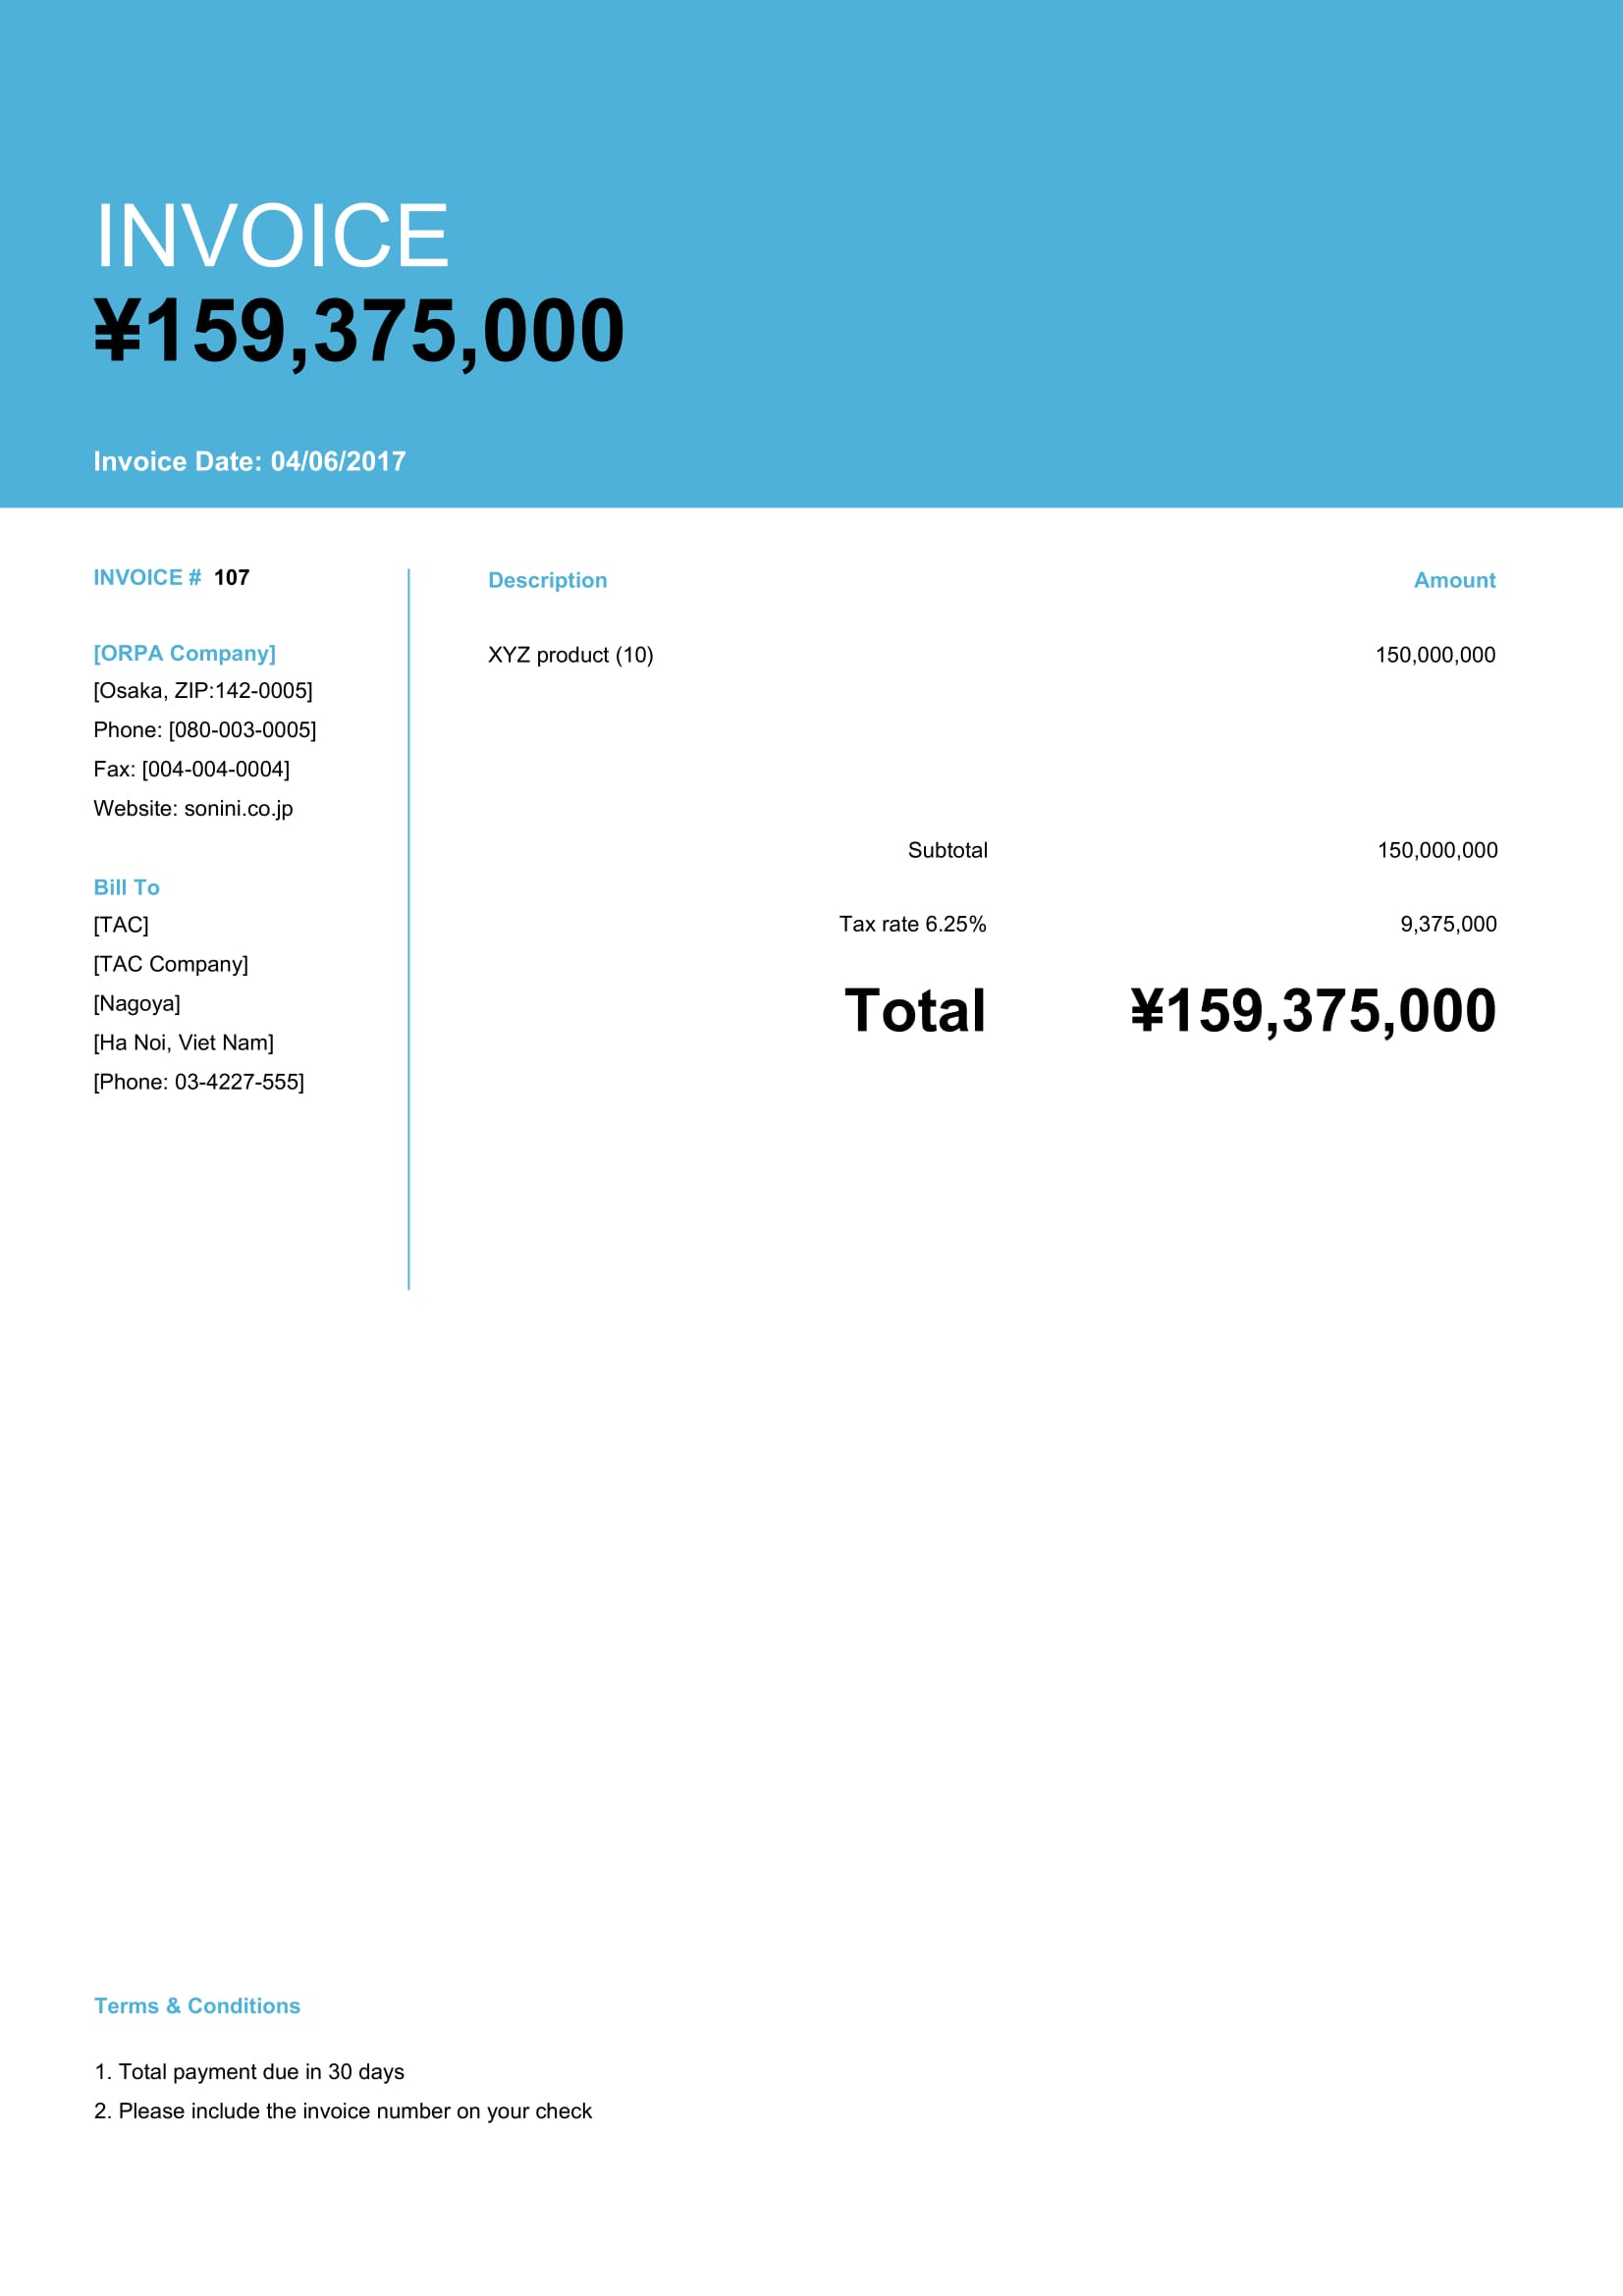 INVOICE
¥159,375,000
Invoice Date: 04/06/2017
INVOICE # 107
[ORPA Company]
[Osaka, ZIP:142-0005]
Phone: [080-003-0005]
Fax: [004-004-0004]
Website: sonini.co.jp
Bill To
[TAC]
[TAC Company]
[Nagoya]
[Ha Noi, Viet Nam]
[Phone: 03-4227-555]
Description Amount
XYZ product (10) 150,000,000
Subtotal 150,000,000
Tax rate 6.25% 9,375,000
Total ¥159,375,000
Terms & Conditions
1. Total payment due in 30 days
2. Please include the invoice number on your check